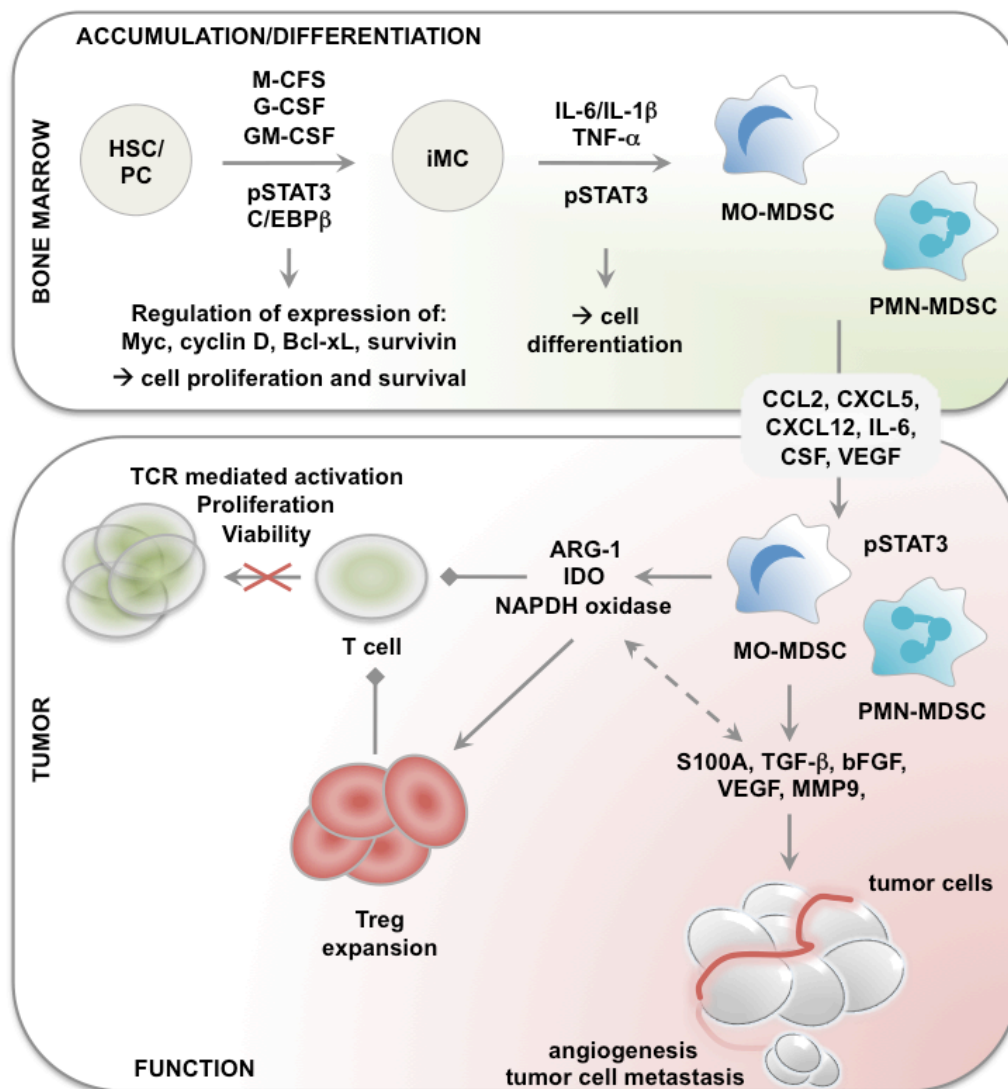 ACCUMULATION/DIFFERENTIATION
BONE MARROW
HSC/
PC
M-CFS
G-CSF
GM-CSF
pSTAT3
C/EBPβ
iMC
IL-6/IL-1β
TNF-α
pSTAT3
MO-MDSC
PMN-MDSC
Regulation of expression of:
Myc, cyclin D, Bcl-xL, survivin
→ cell proliferation and survival
→ cell
differentiation
CCL2, CXCL5,
CXCL12, IL-6,
CSF, VEGF
TUMOR
TCR mediated activation
Proliferation
Viability
T cell
ARG-1
IDO
NAPDH oxidase
pSTAT3
MO-MDSC
PMN-MDSC
S100A, TGF-β, bFGF,
VEGF, MMP9,
Treg
expansion
tumor cells
angiogenesis
tumor cell metastasis
FUNCTION